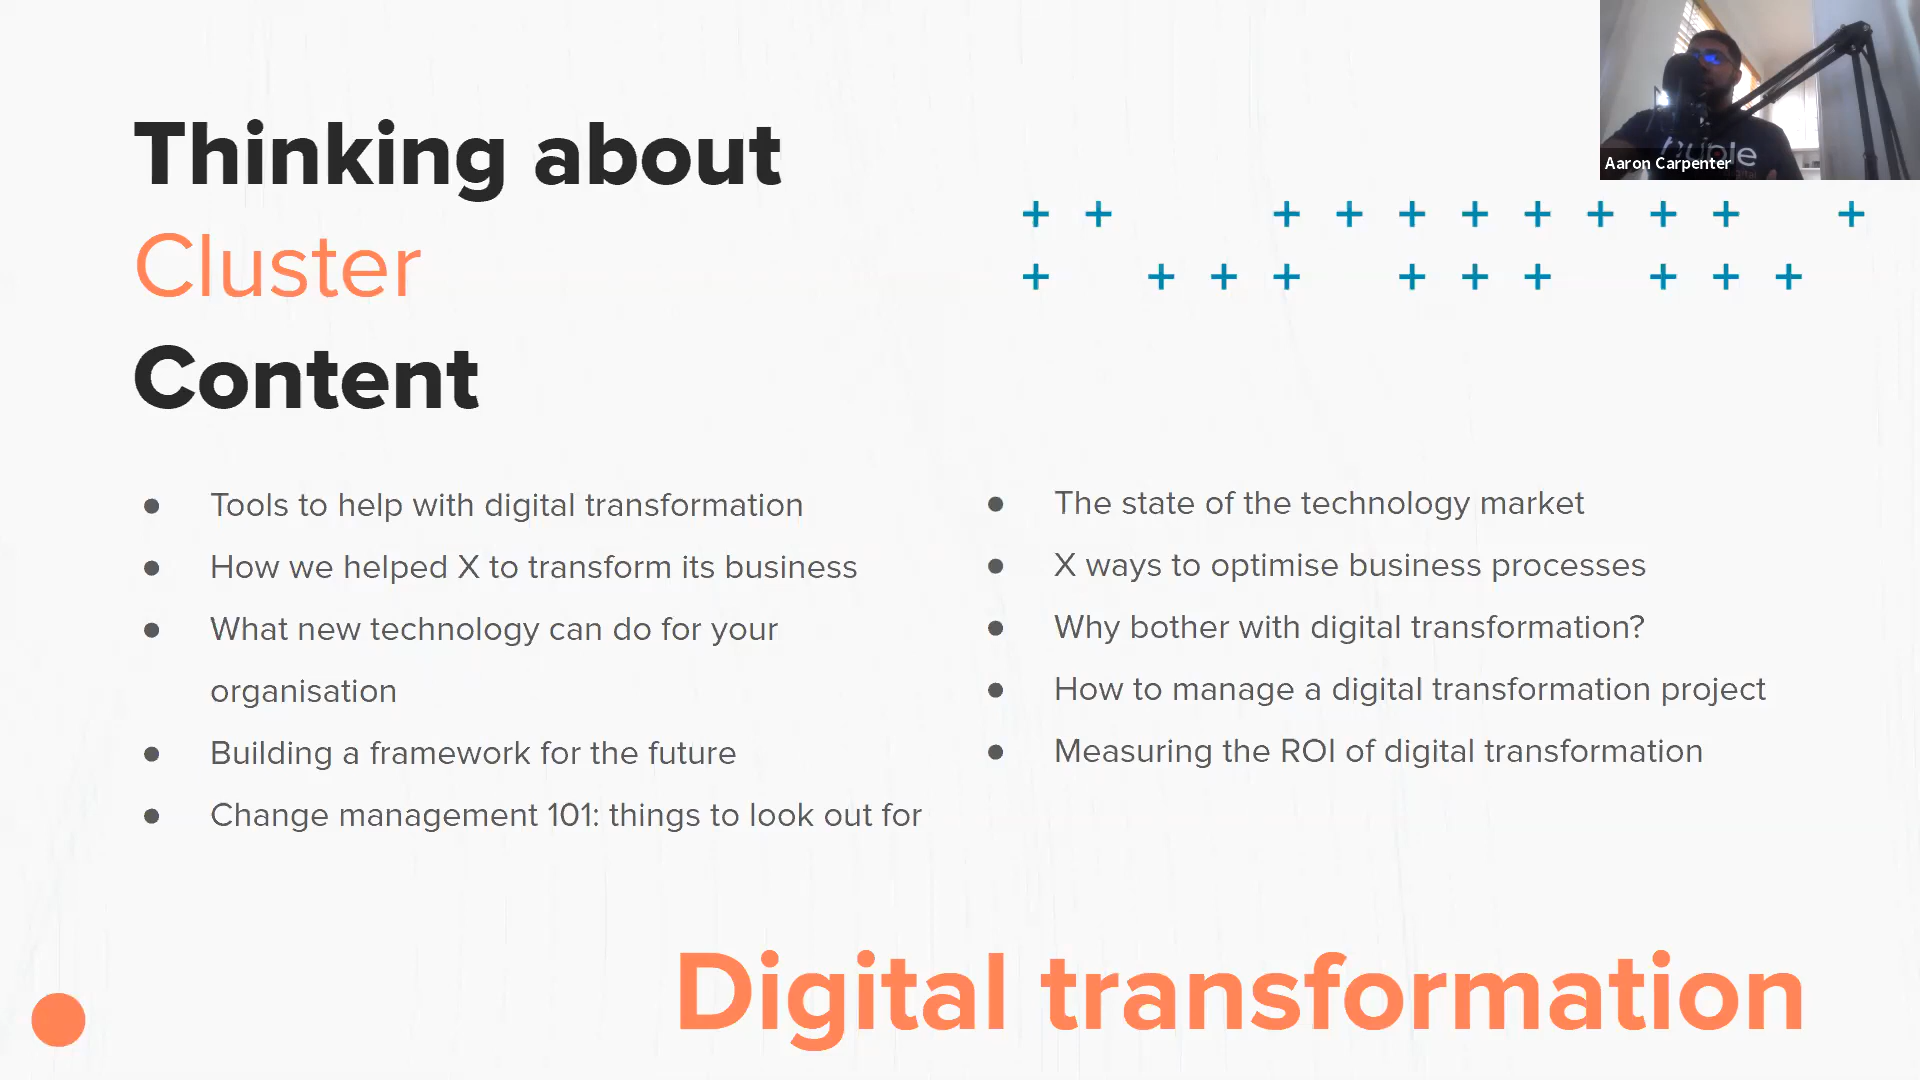 Thinking about
Cluster
Content
Tools to help with digital transformation
How we helped X to transform its business
What new technology can do for your
organisation
Building a framework for the future
Change management 101: things to look out for
The state of the technology market
X ways to optimise business processes
Why bother with digital transformation?
How to manage a digital transformation project
Measuring the ROI of digital transformation
Digital transformation
Aaron Carpenter